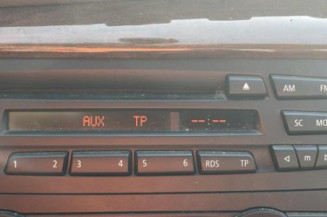 AM FM
AUX TP --:--
SC MO
1 2 3 4 5 6 RDS TP
m